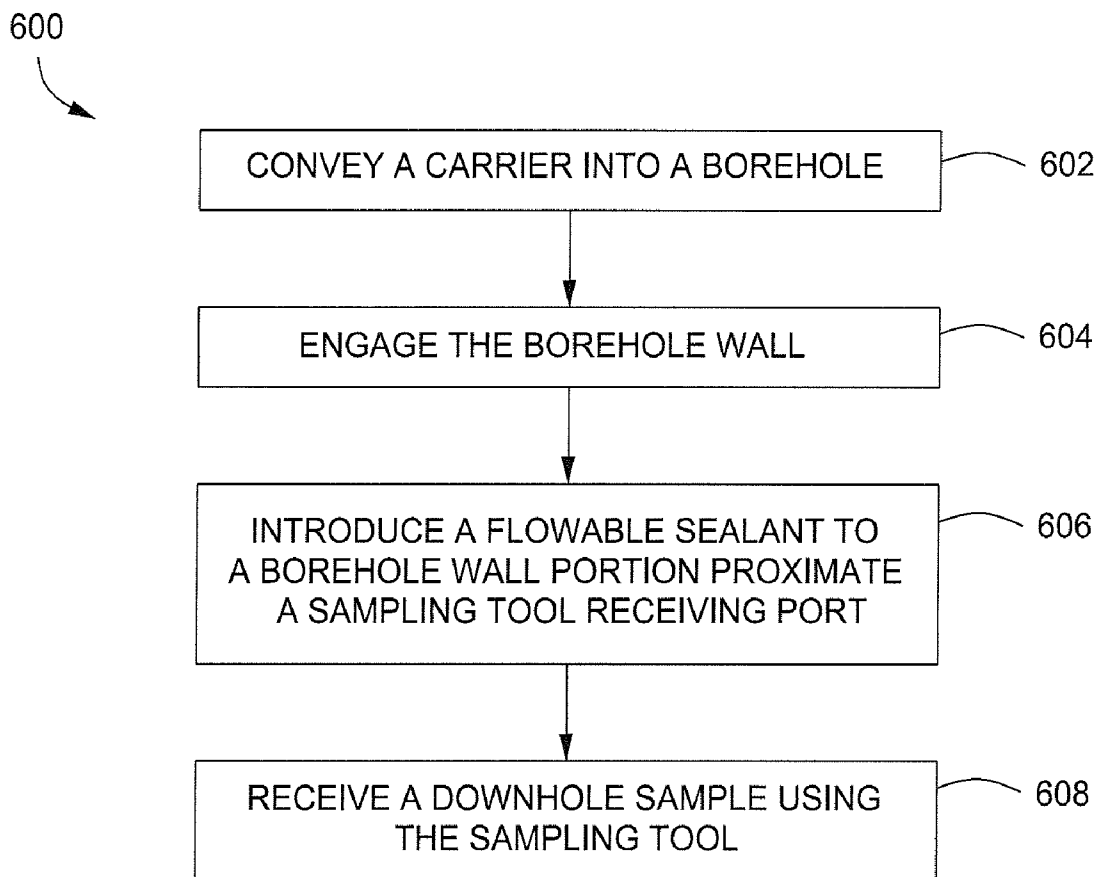 600
CONVEY A CARRIER INTO A BOREHOLE
602
ENGAGE THE BOREHOLE WALL
604
INTRODUCE A FLOWABLE SEALANT TO
A BOREHOLE WALL PORTION PROXIMATE
A SAMPLING TOOL RECEIVING PORT
606
RECEIVE A DOWNHOLE SAMPLE USING
THE SAMPLING TOOL
608